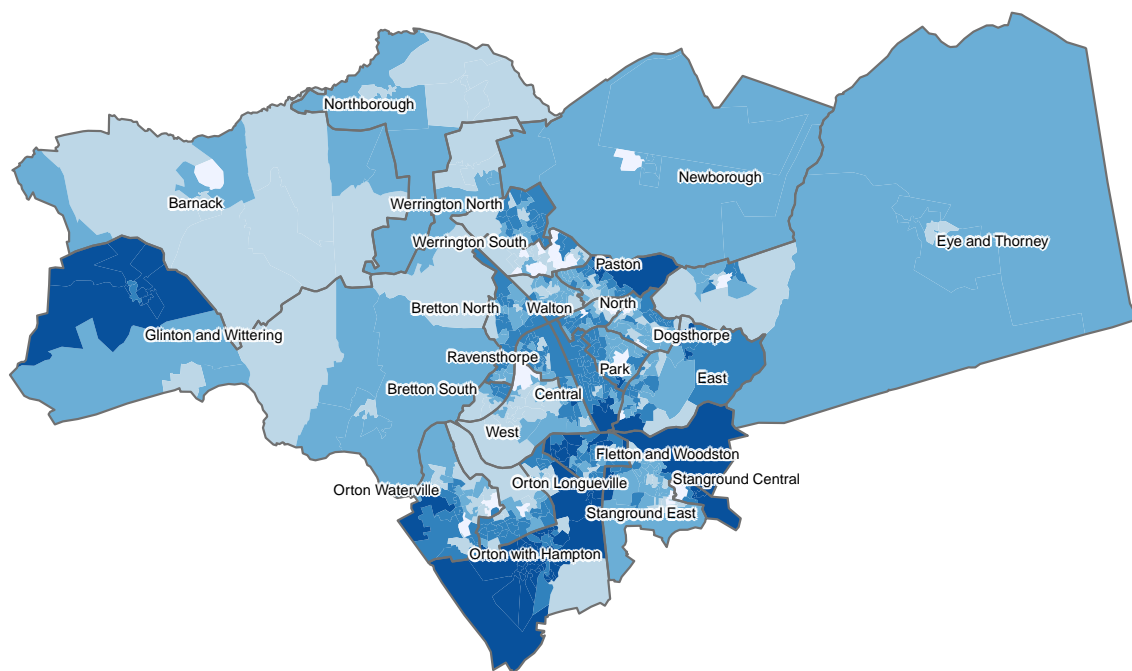 Northborough
Newborough
Barnack
Werrington North
Werrington South
Eye and Thorney
Paston
Bretton North
Walton
North
Glinton and Wittering
Dogsthorpe
Ravensthorpe
Park
East
Bretton South
Central
West
Fletton and Woodston
Stanground Central
Orton Waterville
Orton Longueville
Stanground East
Orton with Hampton